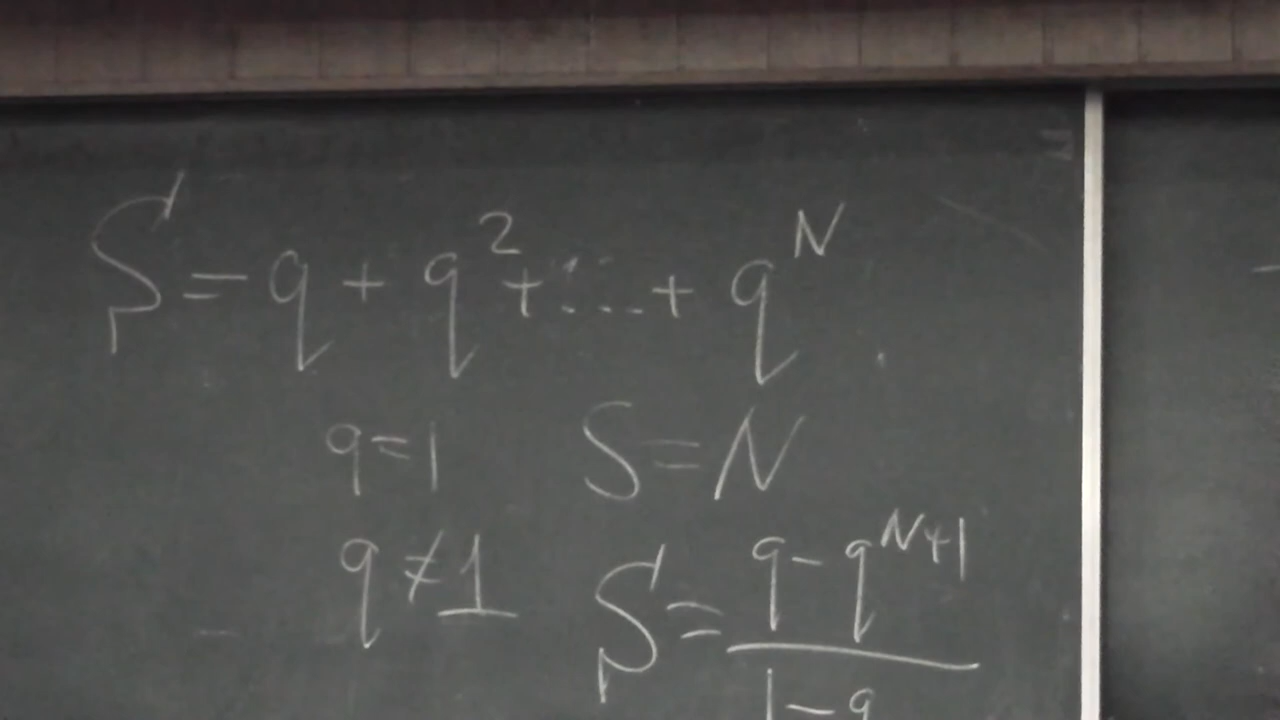 S = q + q² + ... + q^N
q = 1 S = N
q ≠ 1 S = (q - q^(N+1))/(1 - q)